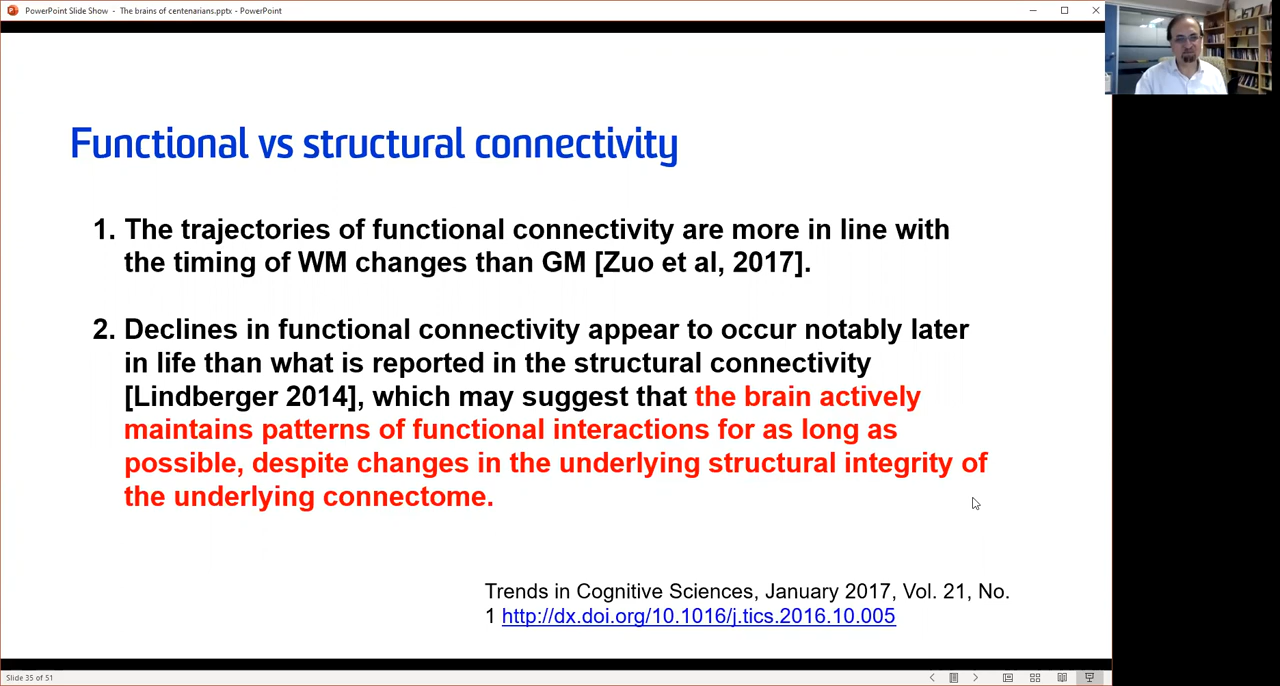 PowerPoint Slide Show - The brains of centenarians.pptx - PowerPoint
Functional vs structural connectivity
1. The trajectories of functional connectivity are more in line with
the timing of WM changes than GM [Zuo et al, 2017].
2. Declines in functional connectivity appear to occur notably later
in life than what is reported in the structural connectivity
[Lindberger 2014], which may suggest that the brain actively
maintains patterns of functional interactions for as long as
possible, despite changes in the underlying structural integrity of
the underlying connectome.
Trends in Cognitive Sciences, January 2017, Vol. 21, No.
1 http://dx.doi.org/10.1016/j.tics.2016.10.005
Slide 35 of 51